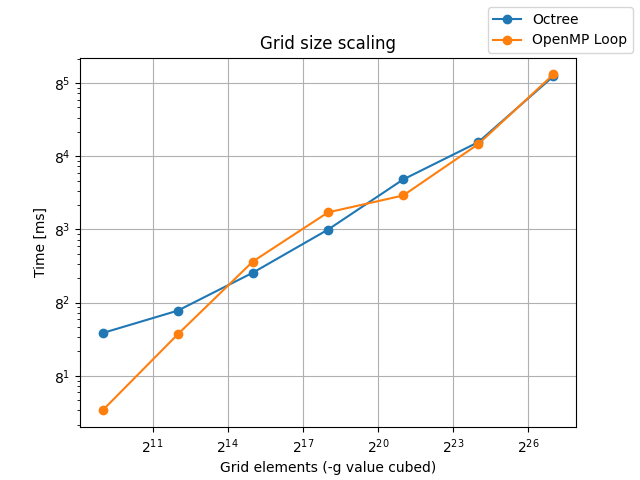 Octree
OpenMP Loop
Grid size scaling
8^5
8^4
8^3
8^2
8^1
Time [ms]
2^11 2^14 2^17 2^20 2^23 2^26
Grid elements (-g value cubed)